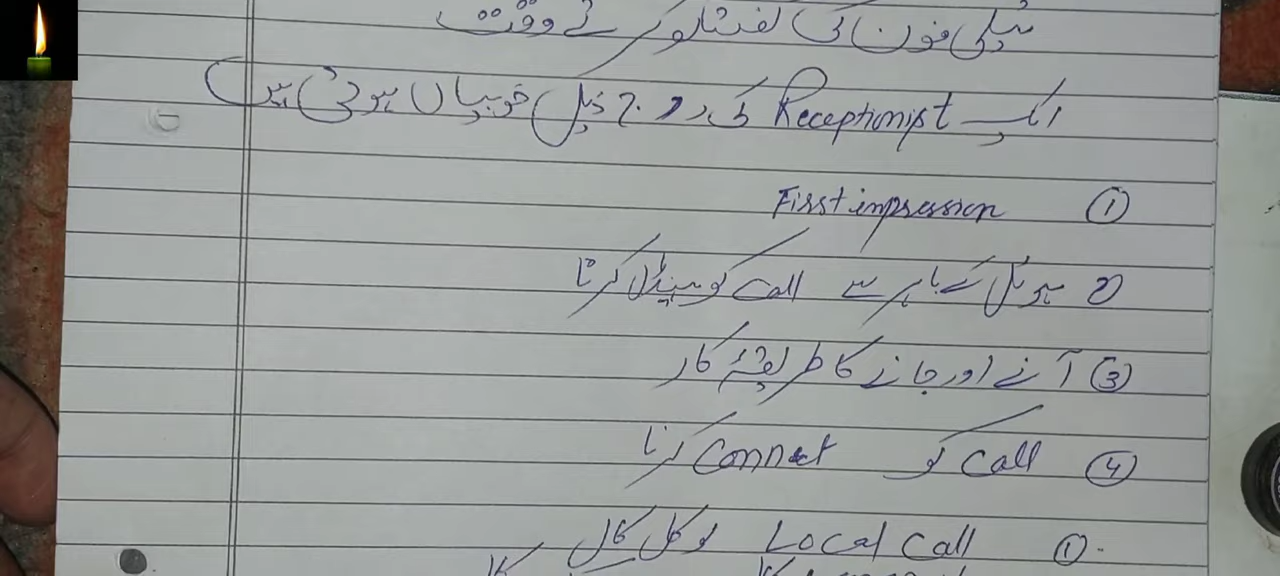 ٹیلی فون کی گفتگو کرتے وقت
ایک Receptionist کی درج ذیل خوبیاں ہوتی ہیں
① First impression
② ہوٹل کے باہر سے call کو ہینڈل کرنا
③ آنے اور جانے کا طریقہ کار
④ Call کو Connect کرنا
① Local call لوکل کال